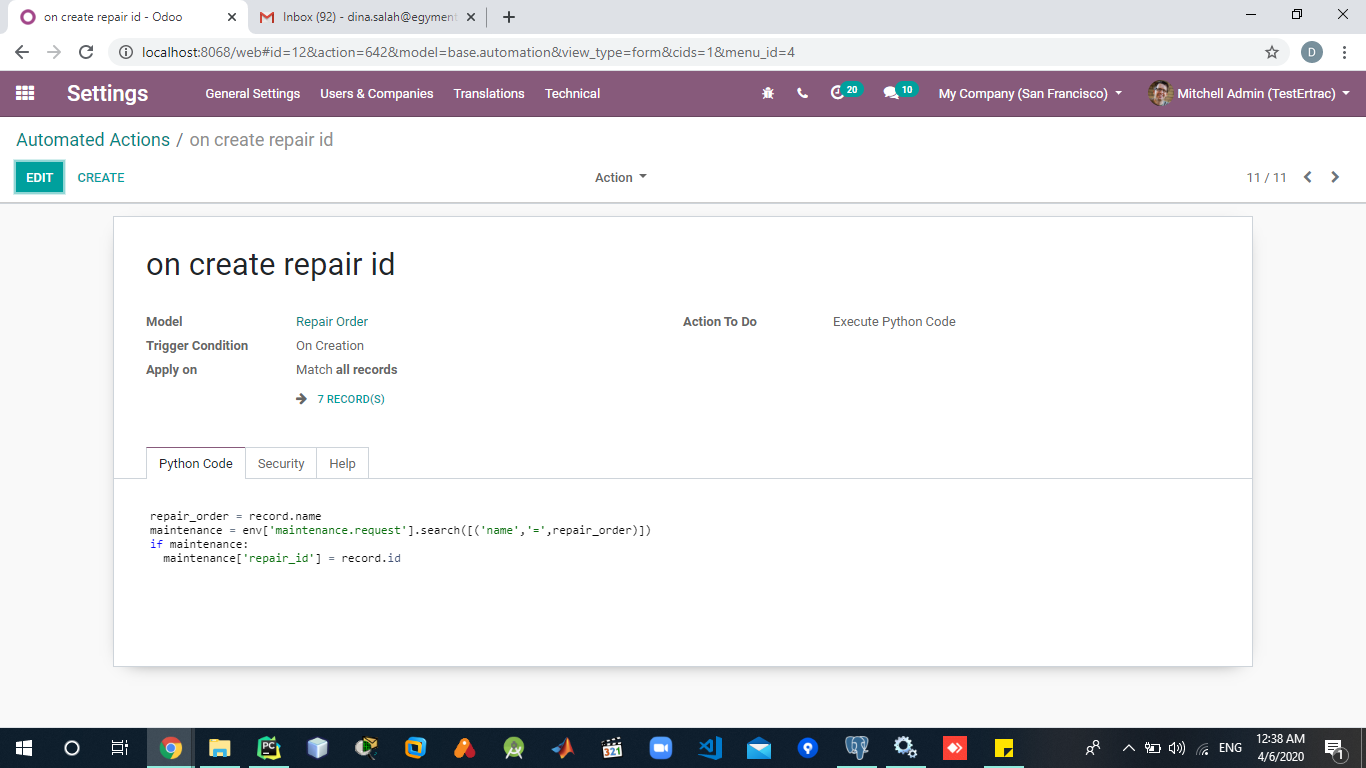 on create repair id - Odoo
Inbox (92) - dina.salah@egyment
localhost:8068/web#id=12&action=642&model=base.automation&view_type=form&cids=1&menu_id=4
D
Settings General Settings Users & Companies Translations Technical 20 10 My Company (San Francisco) Mitchell Admin (TestErtrac)
Automated Actions / on create repair id
EDIT CREATE Action 11 / 11
on create repair id
Model Repair Order Action To Do Execute Python Code
Trigger Condition On Creation
Apply on Match all records
7 RECORD(S)
Python Code Security Help
repair_order = record.name
maintenance = env['maintenance.request'].search([('name','=',repair_order)])
if maintenance:
maintenance['repair_id'] = record.id
PC
321
ENG
12:38 AM
4/6/2020
1